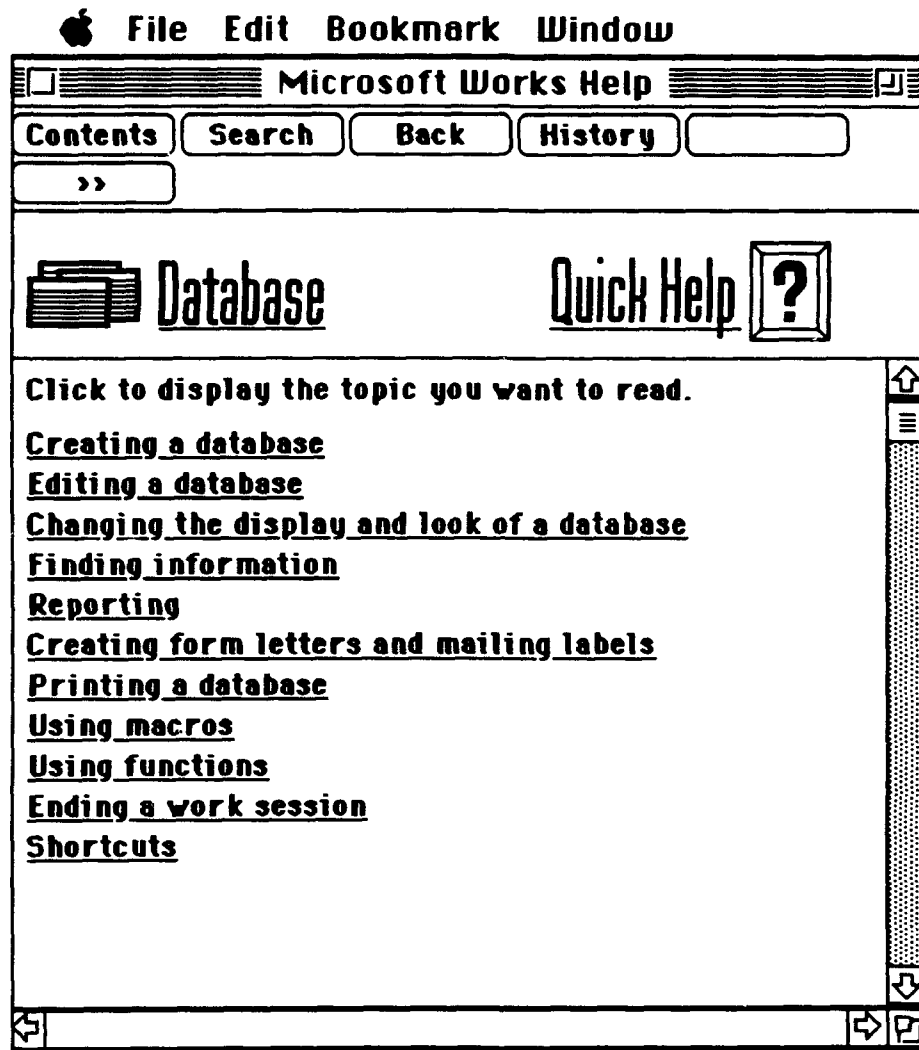 File Edit Bookmark Window
Microsoft Works Help
Contents Search Back History
>>
Database Quick Help ?
Click to display the topic you want to read.
Creating a database
Editing a database
Changing the display and look of a database
Finding information
Reporting
Creating form letters and mailing labels
Printing a database
Using macros
Using functions
Ending a work session
Shortcuts